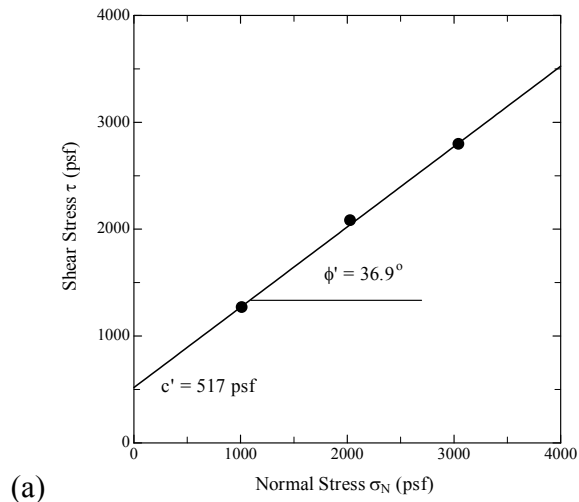 4000
3000
2000
1000
0
Shear Stress τ (psf)
ϕ' = 36.9°
c' = 517 psf
0 1000 2000 3000 4000
Normal Stress σN (psf)
(a)